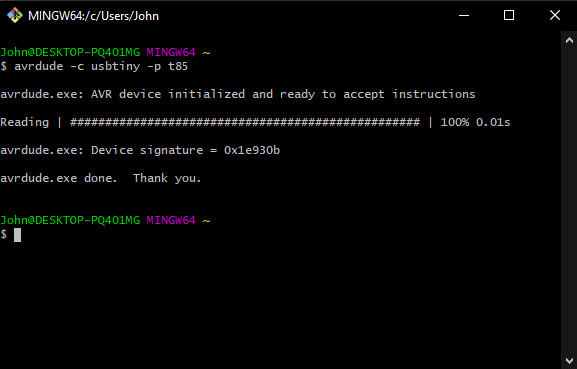 MINGW64:/c/Users/John
John@DESKTOP-PQ401MG MINGW64 ~
$ avrdude -c usbtiny -p t85
avrdude.exe: AVR device initialized and ready to accept instructions
Reading | ################################################## | 100% 0.01s
avrdude.exe: Device signature = 0x1e930b
avrdude.exe done.  Thank you.
John@DESKTOP-PQ401MG MINGW64 ~
$